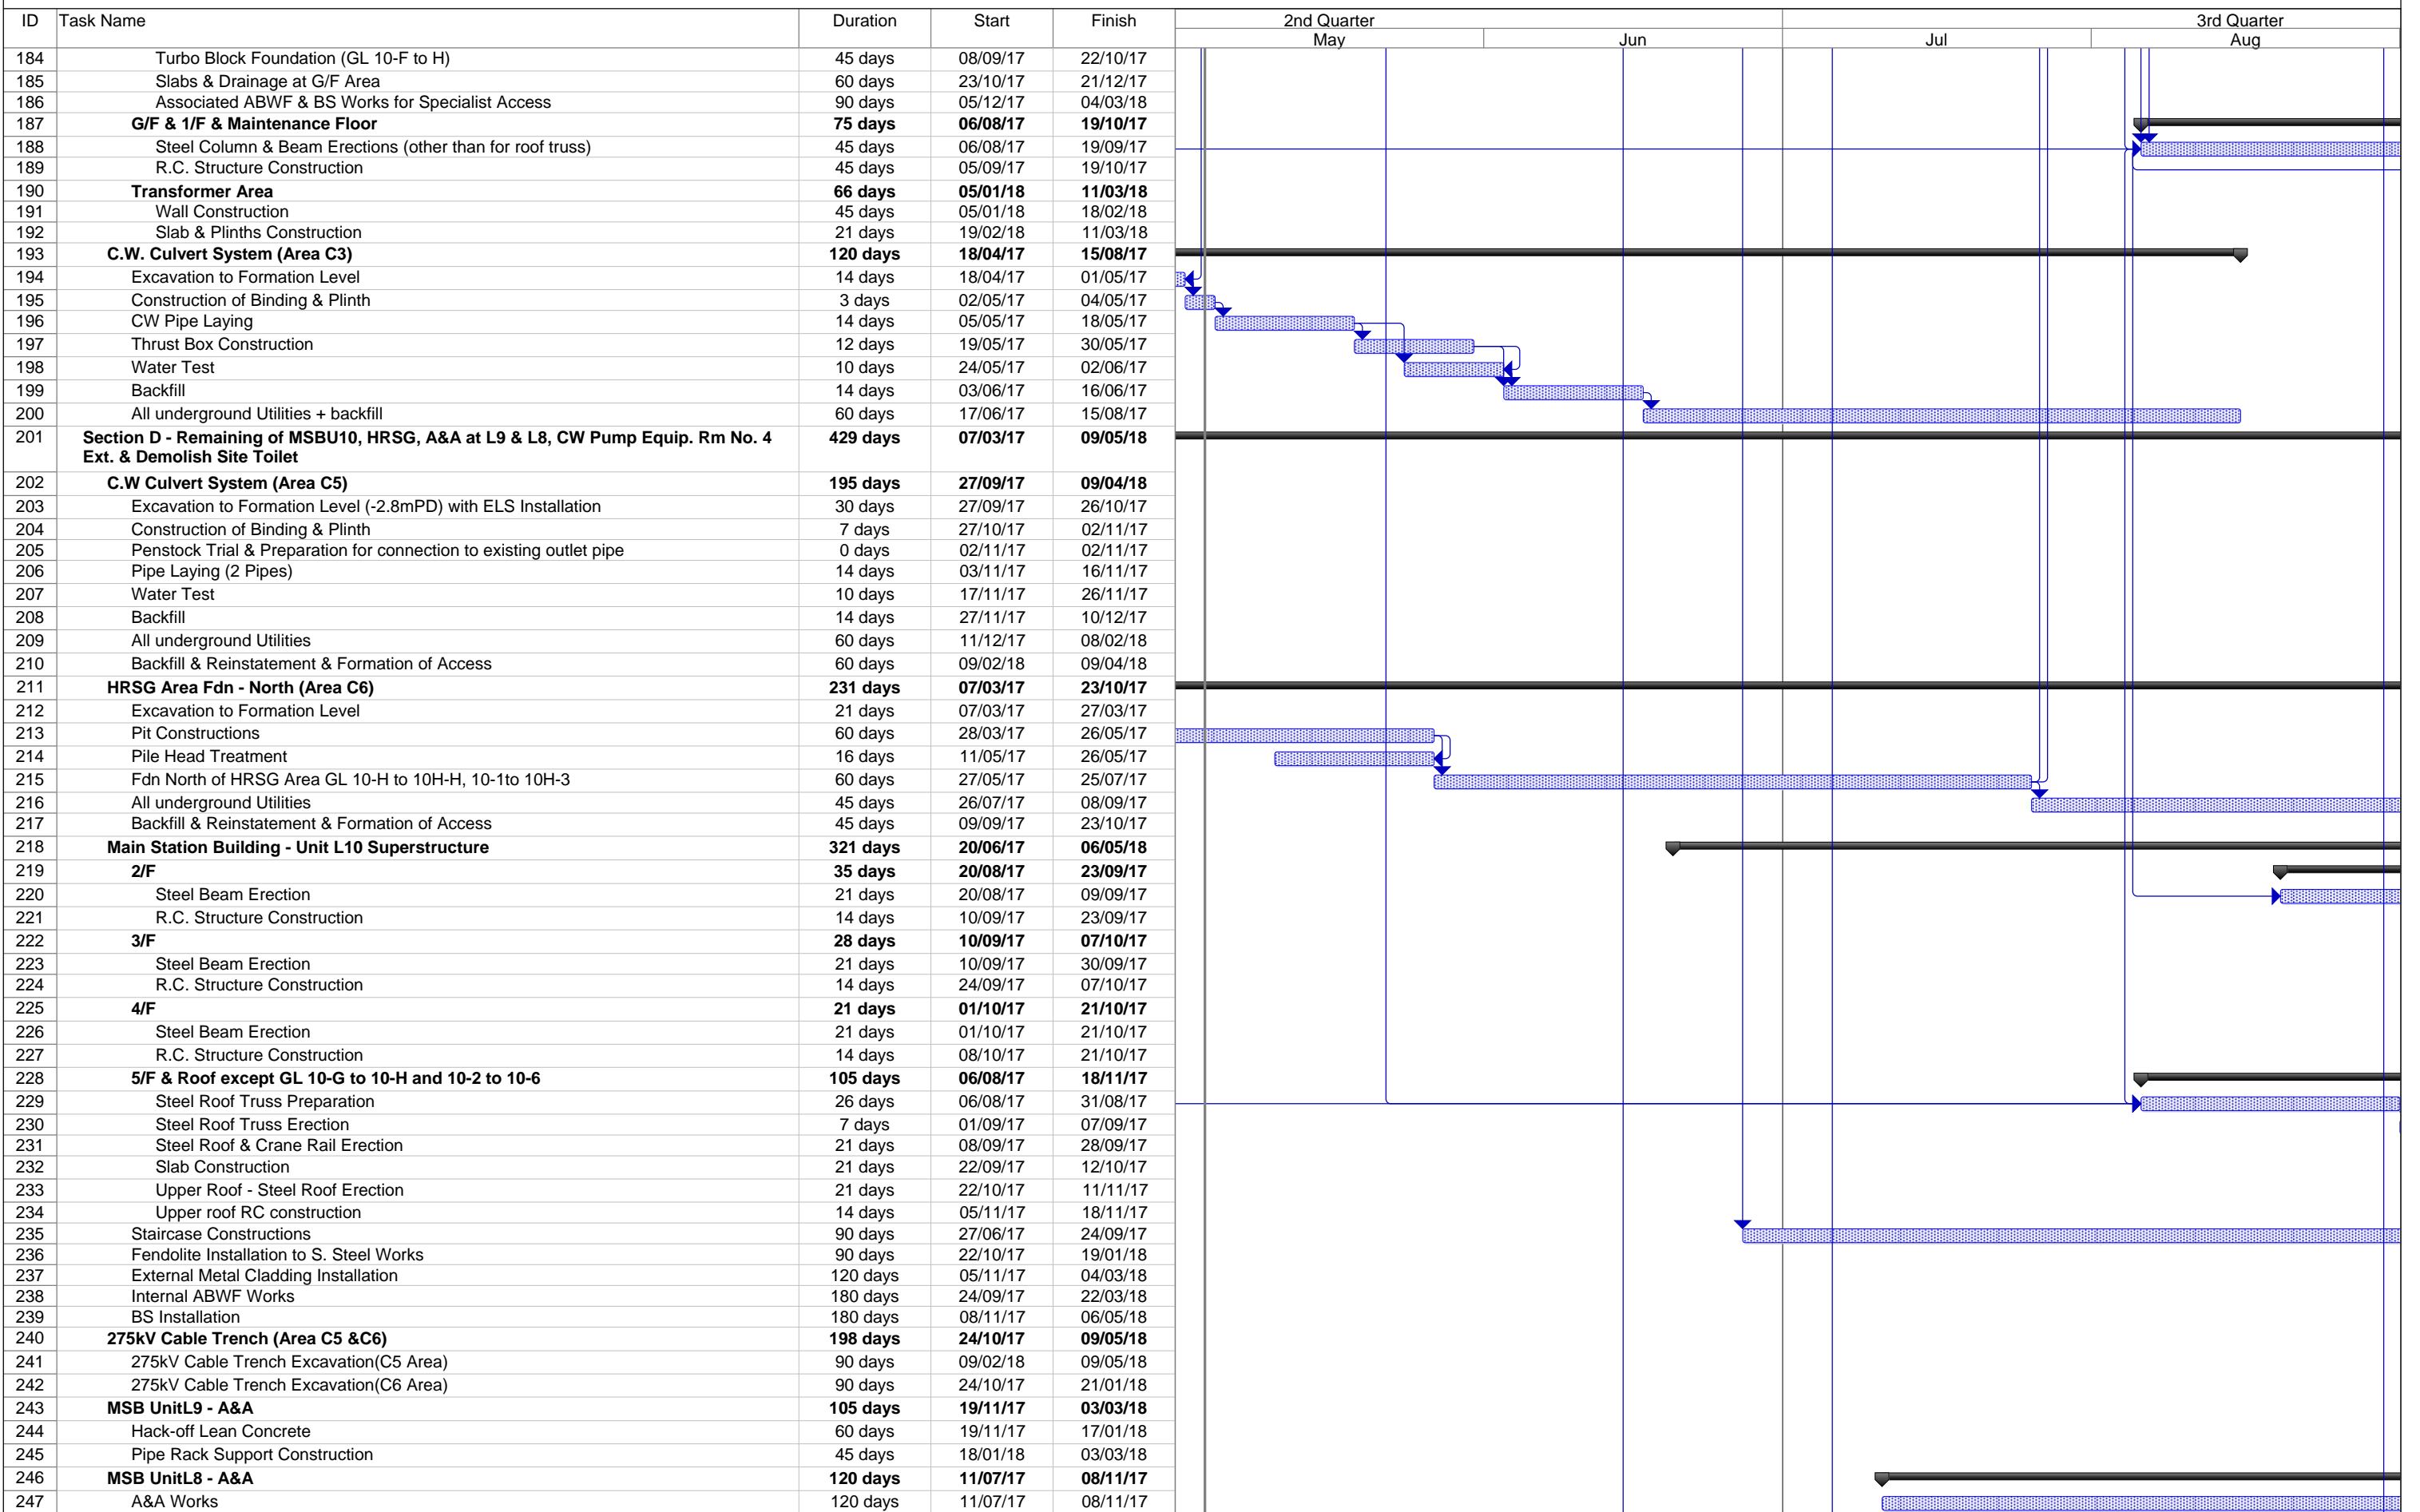 ID Task Name Duration Start Finish 2nd Quarter 3rd Quarter
May Jun Jul Aug
184 Turbo Block Foundation (GL 10-F to H) 45 days 08/09/17 22/10/17
185 Slabs & Drainage at G/F Area 60 days 23/10/17 21/12/17
186 Associated ABWF & BS Works for Specialist Access 90 days 05/12/17 04/03/18
187 G/F & 1/F & Maintenance Floor 75 days 06/08/17 19/10/17
188 Steel Column & Beam Erections (other than for roof truss) 45 days 06/08/17 19/09/17
189 R.C. Structure Construction 45 days 05/09/17 19/10/17
190 Transformer Area 66 days 05/01/18 11/03/18
191 Wall Construction 45 days 05/01/18 18/02/18
192 Slab & Plinths Construction 21 days 19/02/18 11/03/18
193 C.W. Culvert System (Area C3) 120 days 18/04/17 15/08/17
194 Excavation to Formation Level 14 days 18/04/17 01/05/17
195 Construction of Binding & Plinth 3 days 02/05/17 04/05/17
196 CW Pipe Laying 14 days 05/05/17 18/05/17
197 Thrust Box Construction 12 days 19/05/17 30/05/17
198 Water Test 10 days 24/05/17 02/06/17
199 Backfill 14 days 03/06/17 16/06/17
200 All underground Utilities + backfill 60 days 17/06/17 15/08/17
201 Section D - Remaining of MSBU10, HRSG, A&A at L9 & L8, CW Pump Equip. Rm No. 4 429 days 07/03/17 09/05/18
Ext. & Demolish Site Toilet
202 C.W Culvert System (Area C5) 195 days 27/09/17 09/04/18
203 Excavation to Formation Level (-2.8mPD) with ELS Installation 30 days 27/09/17 26/10/17
204 Construction of Binding & Plinth 7 days 27/10/17 02/11/17
205 Penstock Trial & Preparation for connection to existing outlet pipe 0 days 02/11/17 02/11/17
206 Pipe Laying (2 Pipes) 14 days 03/11/17 16/11/17
207 Water Test 10 days 17/11/17 26/11/17
208 Backfill 14 days 27/11/17 10/12/17
209 All underground Utilities 60 days 11/12/17 08/02/18
210 Backfill & Reinstatement & Formation of Access 60 days 09/02/18 09/04/18
211 HRSG Area Fdn - North (Area C6) 231 days 07/03/17 23/10/17
212 Excavation to Formation Level 21 days 07/03/17 27/03/17
213 Pit Constructions 60 days 28/03/17 26/05/17
214 Pile Head Treatment 16 days 11/05/17 26/05/17
215 Fdn North of HRSG Area GL 10-H to 10H-H, 10-1to 10H-3 60 days 27/05/17 25/07/17
216 All underground Utilities 45 days 26/07/17 08/09/17
217 Backfill & Reinstatement & Formation of Access 45 days 09/09/17 23/10/17
218 Main Station Building - Unit L10 Superstructure 321 days 20/06/17 06/05/18
219 2/F 35 days 20/08/17 23/09/17
220 Steel Beam Erection 21 days 20/08/17 09/09/17
221 R.C. Structure Construction 14 days 10/09/17 23/09/17
222 3/F 28 days 10/09/17 07/10/17
223 Steel Beam Erection 21 days 10/09/17 30/09/17
224 R.C. Structure Construction 14 days 24/09/17 07/10/17
225 4/F 21 days 01/10/17 21/10/17
226 Steel Beam Erection 21 days 01/10/17 21/10/17
227 R.C. Structure Construction 14 days 08/10/17 21/10/17
228 5/F & Roof except GL 10-G to 10-H and 10-2 to 10-6 105 days 06/08/17 18/11/17
229 Steel Roof Truss Preparation 26 days 06/08/17 31/08/17
230 Steel Roof Truss Erection 7 days 01/09/17 07/09/17
231 Steel Roof & Crane Rail Erection 21 days 08/09/17 28/09/17
232 Slab Construction 21 days 22/09/17 12/10/17
233 Upper Roof - Steel Roof Erection 21 days 22/10/17 11/11/17
234 Upper roof RC construction 14 days 05/11/17 18/11/17
235 Staircase Constructions 90 days 27/06/17 24/09/17
236 Fendolite Installation to S. Steel Works 90 days 22/10/17 19/01/18
237 External Metal Cladding Installation 120 days 05/11/17 04/03/18
238 Internal ABWF Works 180 days 24/09/17 22/03/18
239 BS Installation 180 days 08/11/17 06/05/18
240 275kV Cable Trench (Area C5 &C6) 198 days 24/10/17 09/05/18
241 275kV Cable Trench Excavation(C5 Area) 90 days 09/02/18 09/05/18
242 275kV Cable Trench Excavation(C6 Area) 90 days 24/10/17 21/01/18
243 MSB UnitL9 - A&A 105 days 19/11/17 03/03/18
244 Hack-off Lean Concrete 60 days 19/11/17 17/01/18
245 Pipe Rack Support Construction 45 days 18/01/18 03/03/18
246 MSB UnitL8 - A&A 120 days 11/07/17 08/11/17
247 A&A Works 120 days 11/07/17 08/11/17